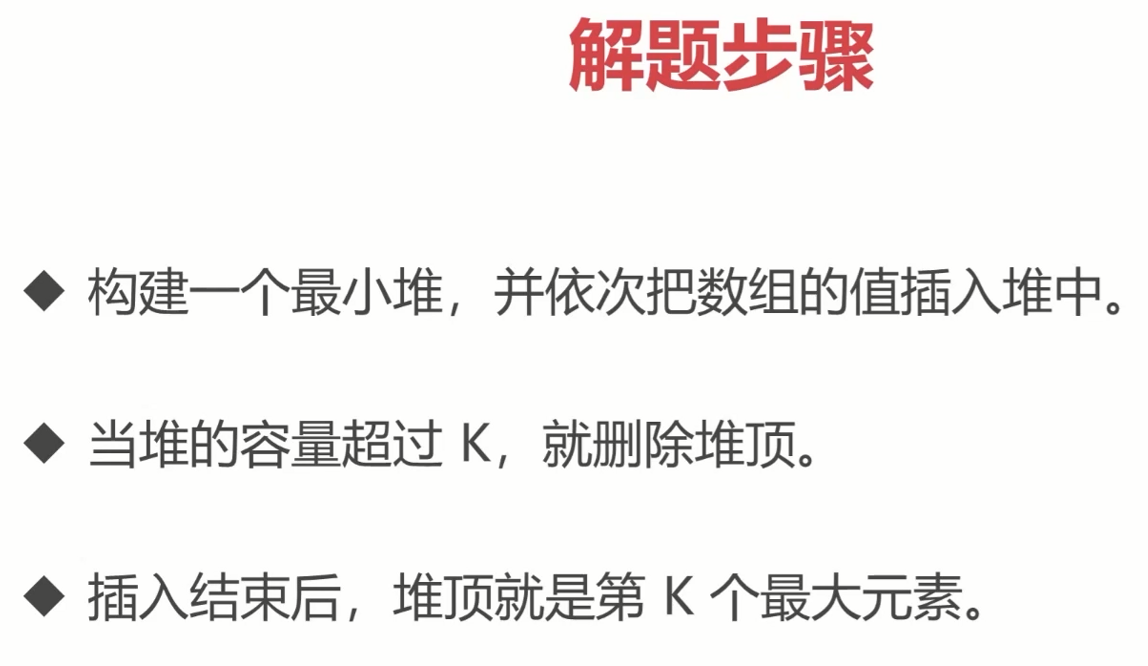 解题步骤
◆ 构建一个最小堆，并依次把数组的值插入堆中。
◆ 当堆的容量超过 K，就删除堆顶。
◆ 插入结束后，堆顶就是第 K 个最大元素。